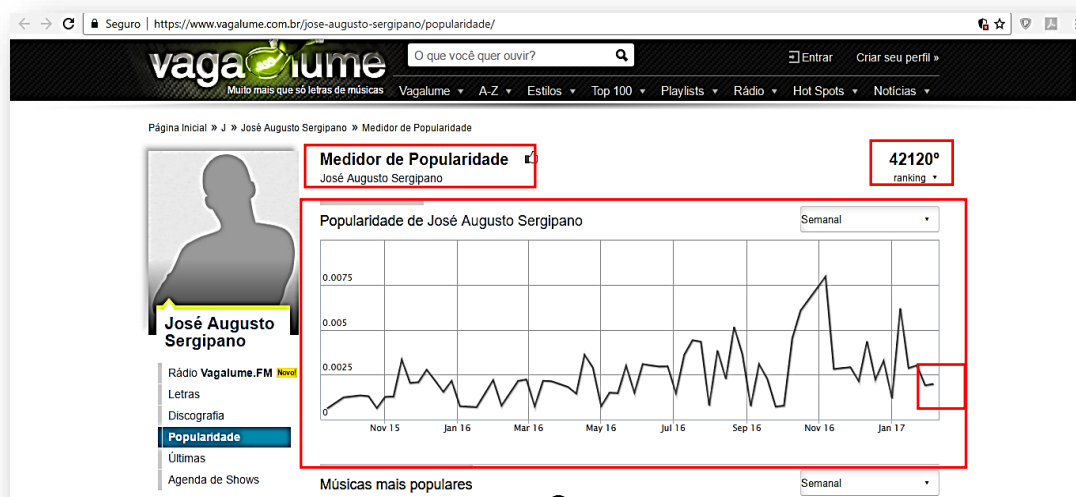 Seguro | https://www.vagalume.com.br/jose-augusto-sergipano/popularidade/
vagalume
Muito mais que só letras de músicas
O que você quer ouvir?
Entrar Criar seu perfil »
Vagalume A-Z Estilos Top 100 Playlists Rádio Hot Spots Notícias
Página Inicial » J » José Augusto Sergipano » Medidor de Popularidade
Medidor de Popularidade
José Augusto Sergipano
42120º
ranking
Popularidade de José Augusto Sergipano
Semanal
0.0075
0.005
0.0025
0
Nov 15 Jan 16 Mar 16 May 16 Jul 16 Sep 16 Nov 16 Jan 17
José Augusto
Sergipano
Rádio Vagalume.FM Novo!
Letras
Discografia
Popularidade
Últimas
Agenda de Shows
Músicas mais populares
Semanal